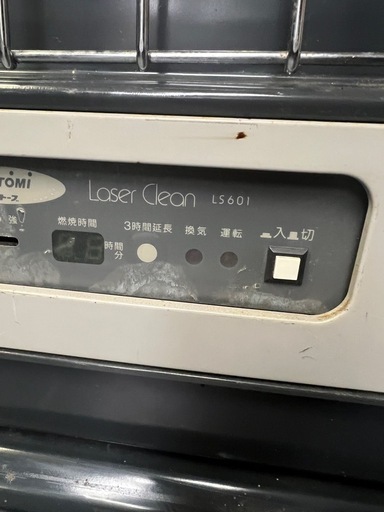 TOMI
Laser Clean LS601
強
燃焼時間 3時間延長 換気 運転 入 切
時間
分